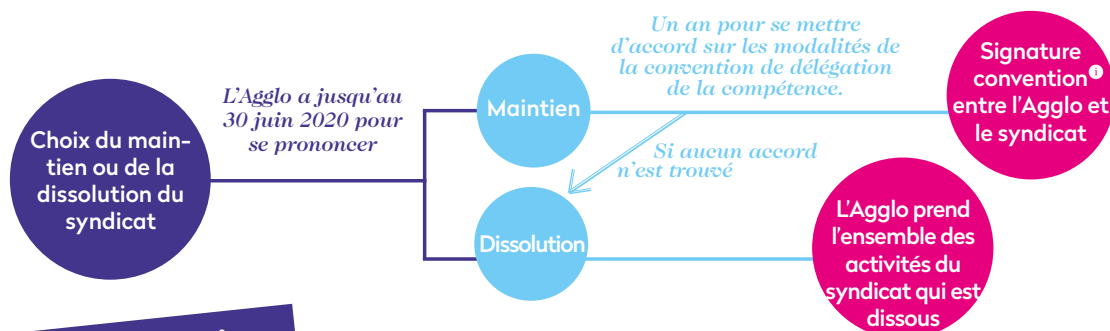 Choix du main-
tien ou de la
dissolution du
syndicat
L'Agglo a jusqu'au
30 juin 2020 pour
se prononcer
Maintien
Un an pour se mettre
d'accord sur les modalités de
la convention de délégation
de la compétence.
Signature
convention i
entre l'Agglo et
le syndicat
Si aucun accord
n'est trouvé
Dissolution
L'Agglo prend
l'ensemble des
activités du
syndicat qui est
dissous